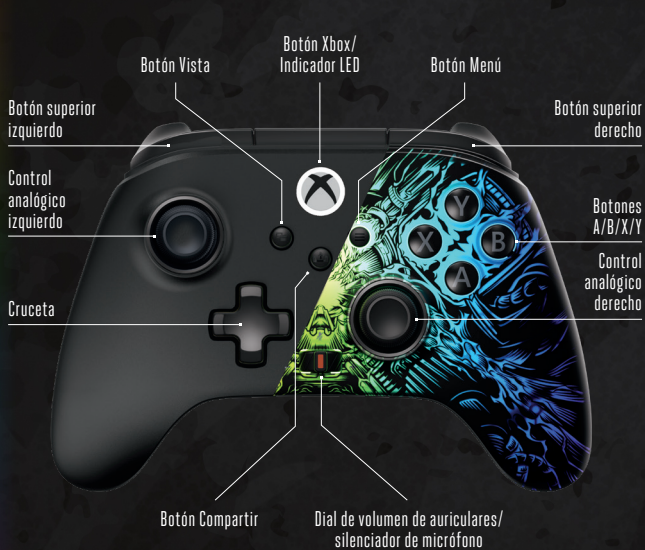 Botón Xbox/
Indicador LED
Botón Vista
Botón Menú
Botón superior
izquierdo
Botón superior
derecho
Control
analógico
izquierdo
Y
X
B
A
Botones
A/B/X/Y
Control
analógico
derecho
Cruceta
Botón Compartir
Dial de volumen de auriculares/
silenciador de micrófono